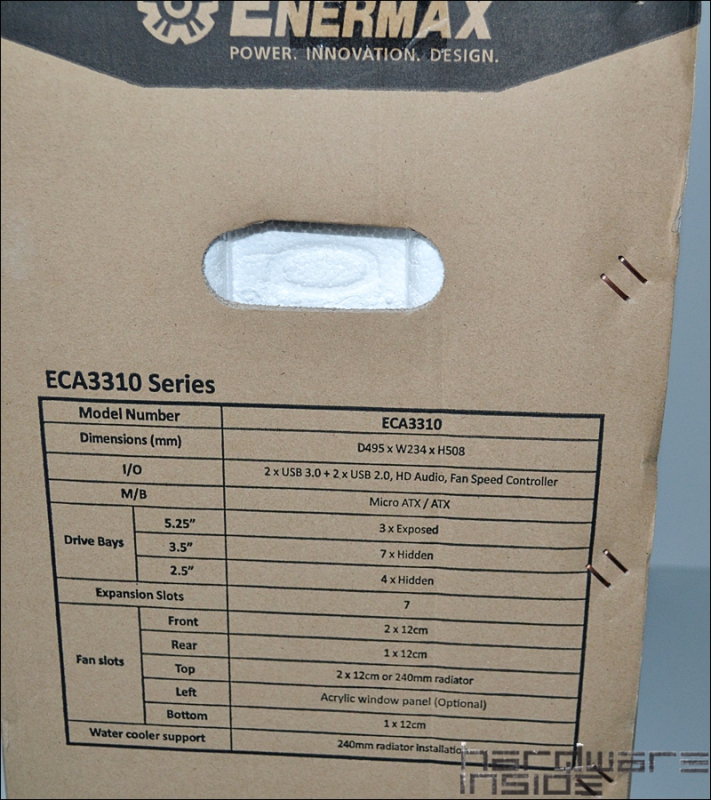 ENERMAX
POWER. INNOVATION. DESIGN.
ECA3310 Series
Model Number ECA3310
Dimensions (mm) D495 x W234 x H508
I/O 2 x USB 3.0 + 2 x USB 2.0, HD Audio, Fan Speed Controller
M/B Micro ATX / ATX
Drive Bays 5.25” 3 x Exposed
3.5” 7 x Hidden
2.5” 4 x Hidden
Expansion Slots 7
Fan slots Front 2 x 12cm
Rear 1 x 12cm
Top 2 x 12cm or 240mm radiator
Left Acrylic window panel (Optional)
Bottom 1 x 12cm
Water cooler support 240mm radiator installation
hardware
inside